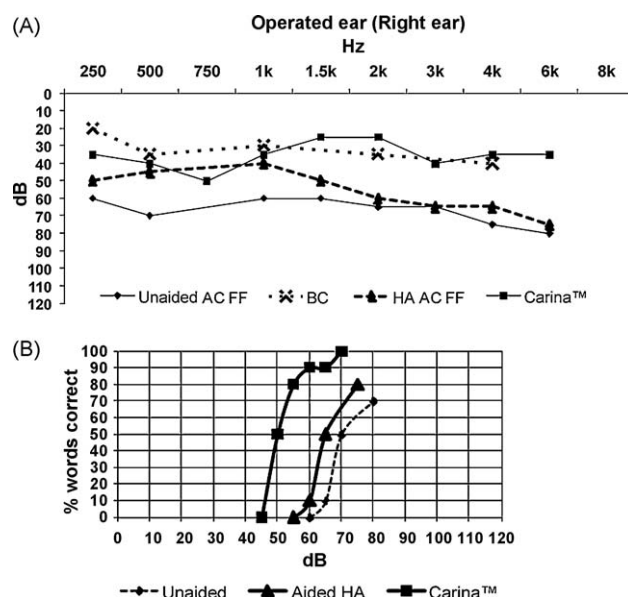 (A)
Operated ear (Right ear)
Hz
250 500 750 1k 1.5k 2k 3k 4k 6k 8k
0
10
20
30
40
50
60
70
80
90
100
110
120
dB
Unaided AC FF BC HA AC FF Carina™
(B)
100
90
80
70
60
50
40
30
20
10
0
% words correct
0 10 20 30 40 50 60 70 80 90 100 110 120
dB
Unaided Aided HA Carina™